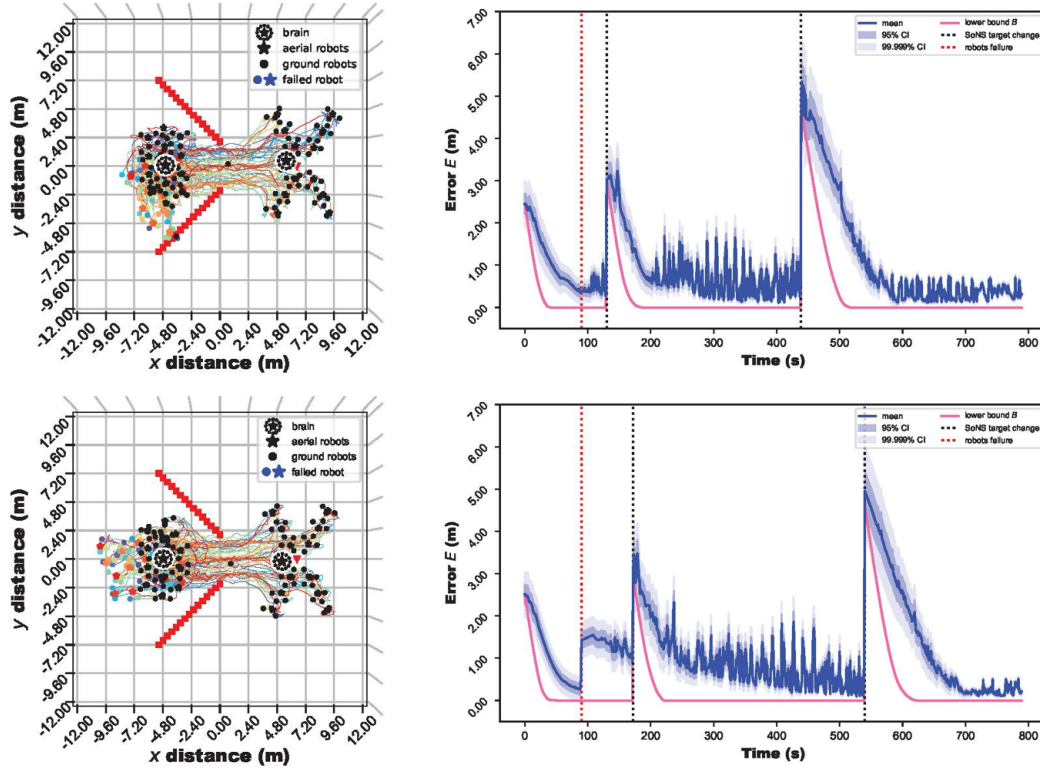 12.00
9.60
7.20
4.80
2.40
0.00
-2.40
-4.80
-7.20
-9.60
-12.00
y distance (m)
brain
aerial robots
ground robots
failed robot
-12.00
-9.60
-7.20
-4.80
-2.40
0.00
2.40
4.80
7.20
9.60
12.00
x distance (m)
7.00
6.00
5.00
4.00
3.00
2.00
1.00
0.00
Error E (m)
mean
95% CI
99.999% CI
lower bound B
SoNS target change
robots failure
0
100
200
300
400
500
600
700
800
Time (s)
12.00
9.60
7.20
4.80
2.40
0.00
-2.40
-4.80
-7.20
-9.60
-12.00
y distance (m)
brain
aerial robots
ground robots
failed robot
-12.00
-9.60
-7.20
-4.80
-2.40
0.00
2.40
4.80
7.20
9.60
12.00
x distance (m)
7.00
6.00
5.00
4.00
3.00
2.00
1.00
0.00
Error E (m)
mean
95% CI
99.999% CI
lower bound B
SoNS target change
robots failure
0
100
200
300
400
500
600
700
800
Time (s)